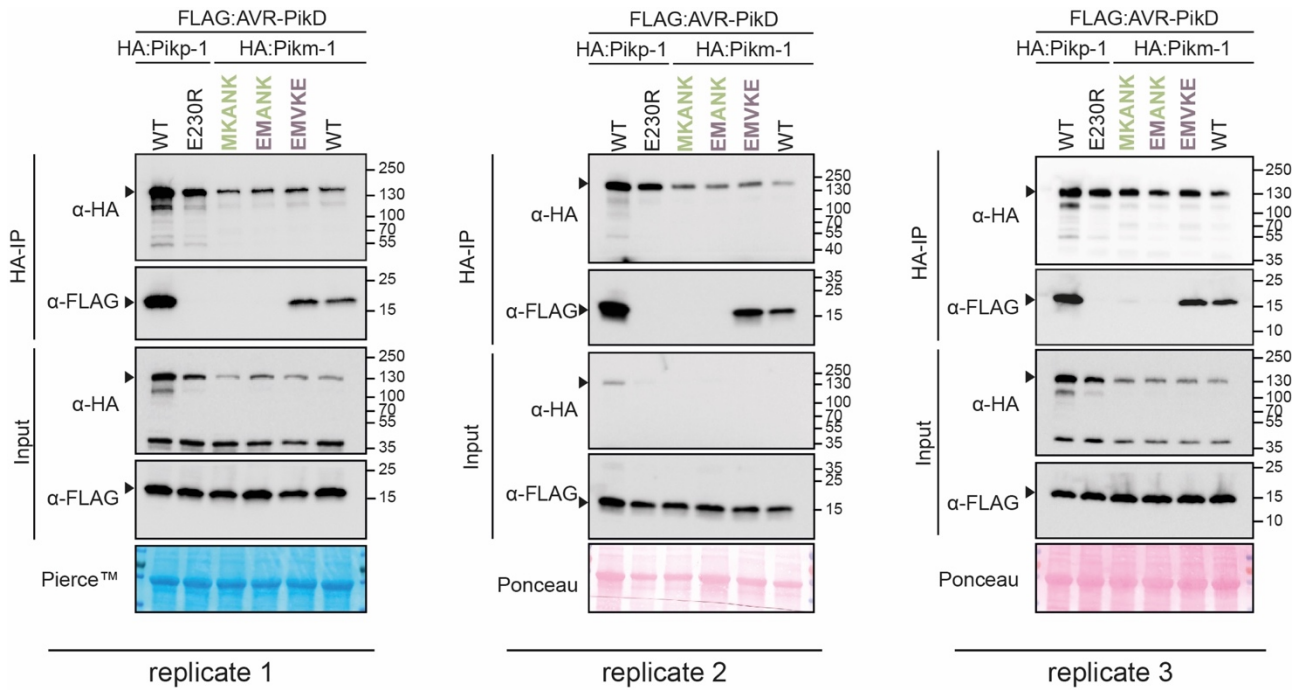 FLAG:AVR-PikD
HA:Pikp-1 HA:Pikm-1
WT E230R MKANK EMANK EMVKE WT
HA-IP
α-HA
250
130
100
70
55
α-FLAG
25
15
Input
α-HA
250
130
100
70
55
35
α-FLAG
25
15
Pierce™
replicate 1
FLAG:AVR-PikD
HA:Pikp-1 HA:Pikm-1
WT E230R MKANK EMANK EMVKE WT
HA-IP
α-HA
250
130
100
70
55
40
α-FLAG
35
25
15
Input
α-HA
250
130
100
70
55
35
α-FLAG
35
25
15
Ponceau
replicate 2
FLAG:AVR-PikD
HA:Pikp-1 HA:Pikm-1
WT E230R MKANK EMANK EMVKE WT
HA-IP
α-HA
250
130
100
70
55
35
α-FLAG
25
15
10
Input
α-HA
250
130
100
70
55
35
α-FLAG
25
15
10
Ponceau
replicate 3